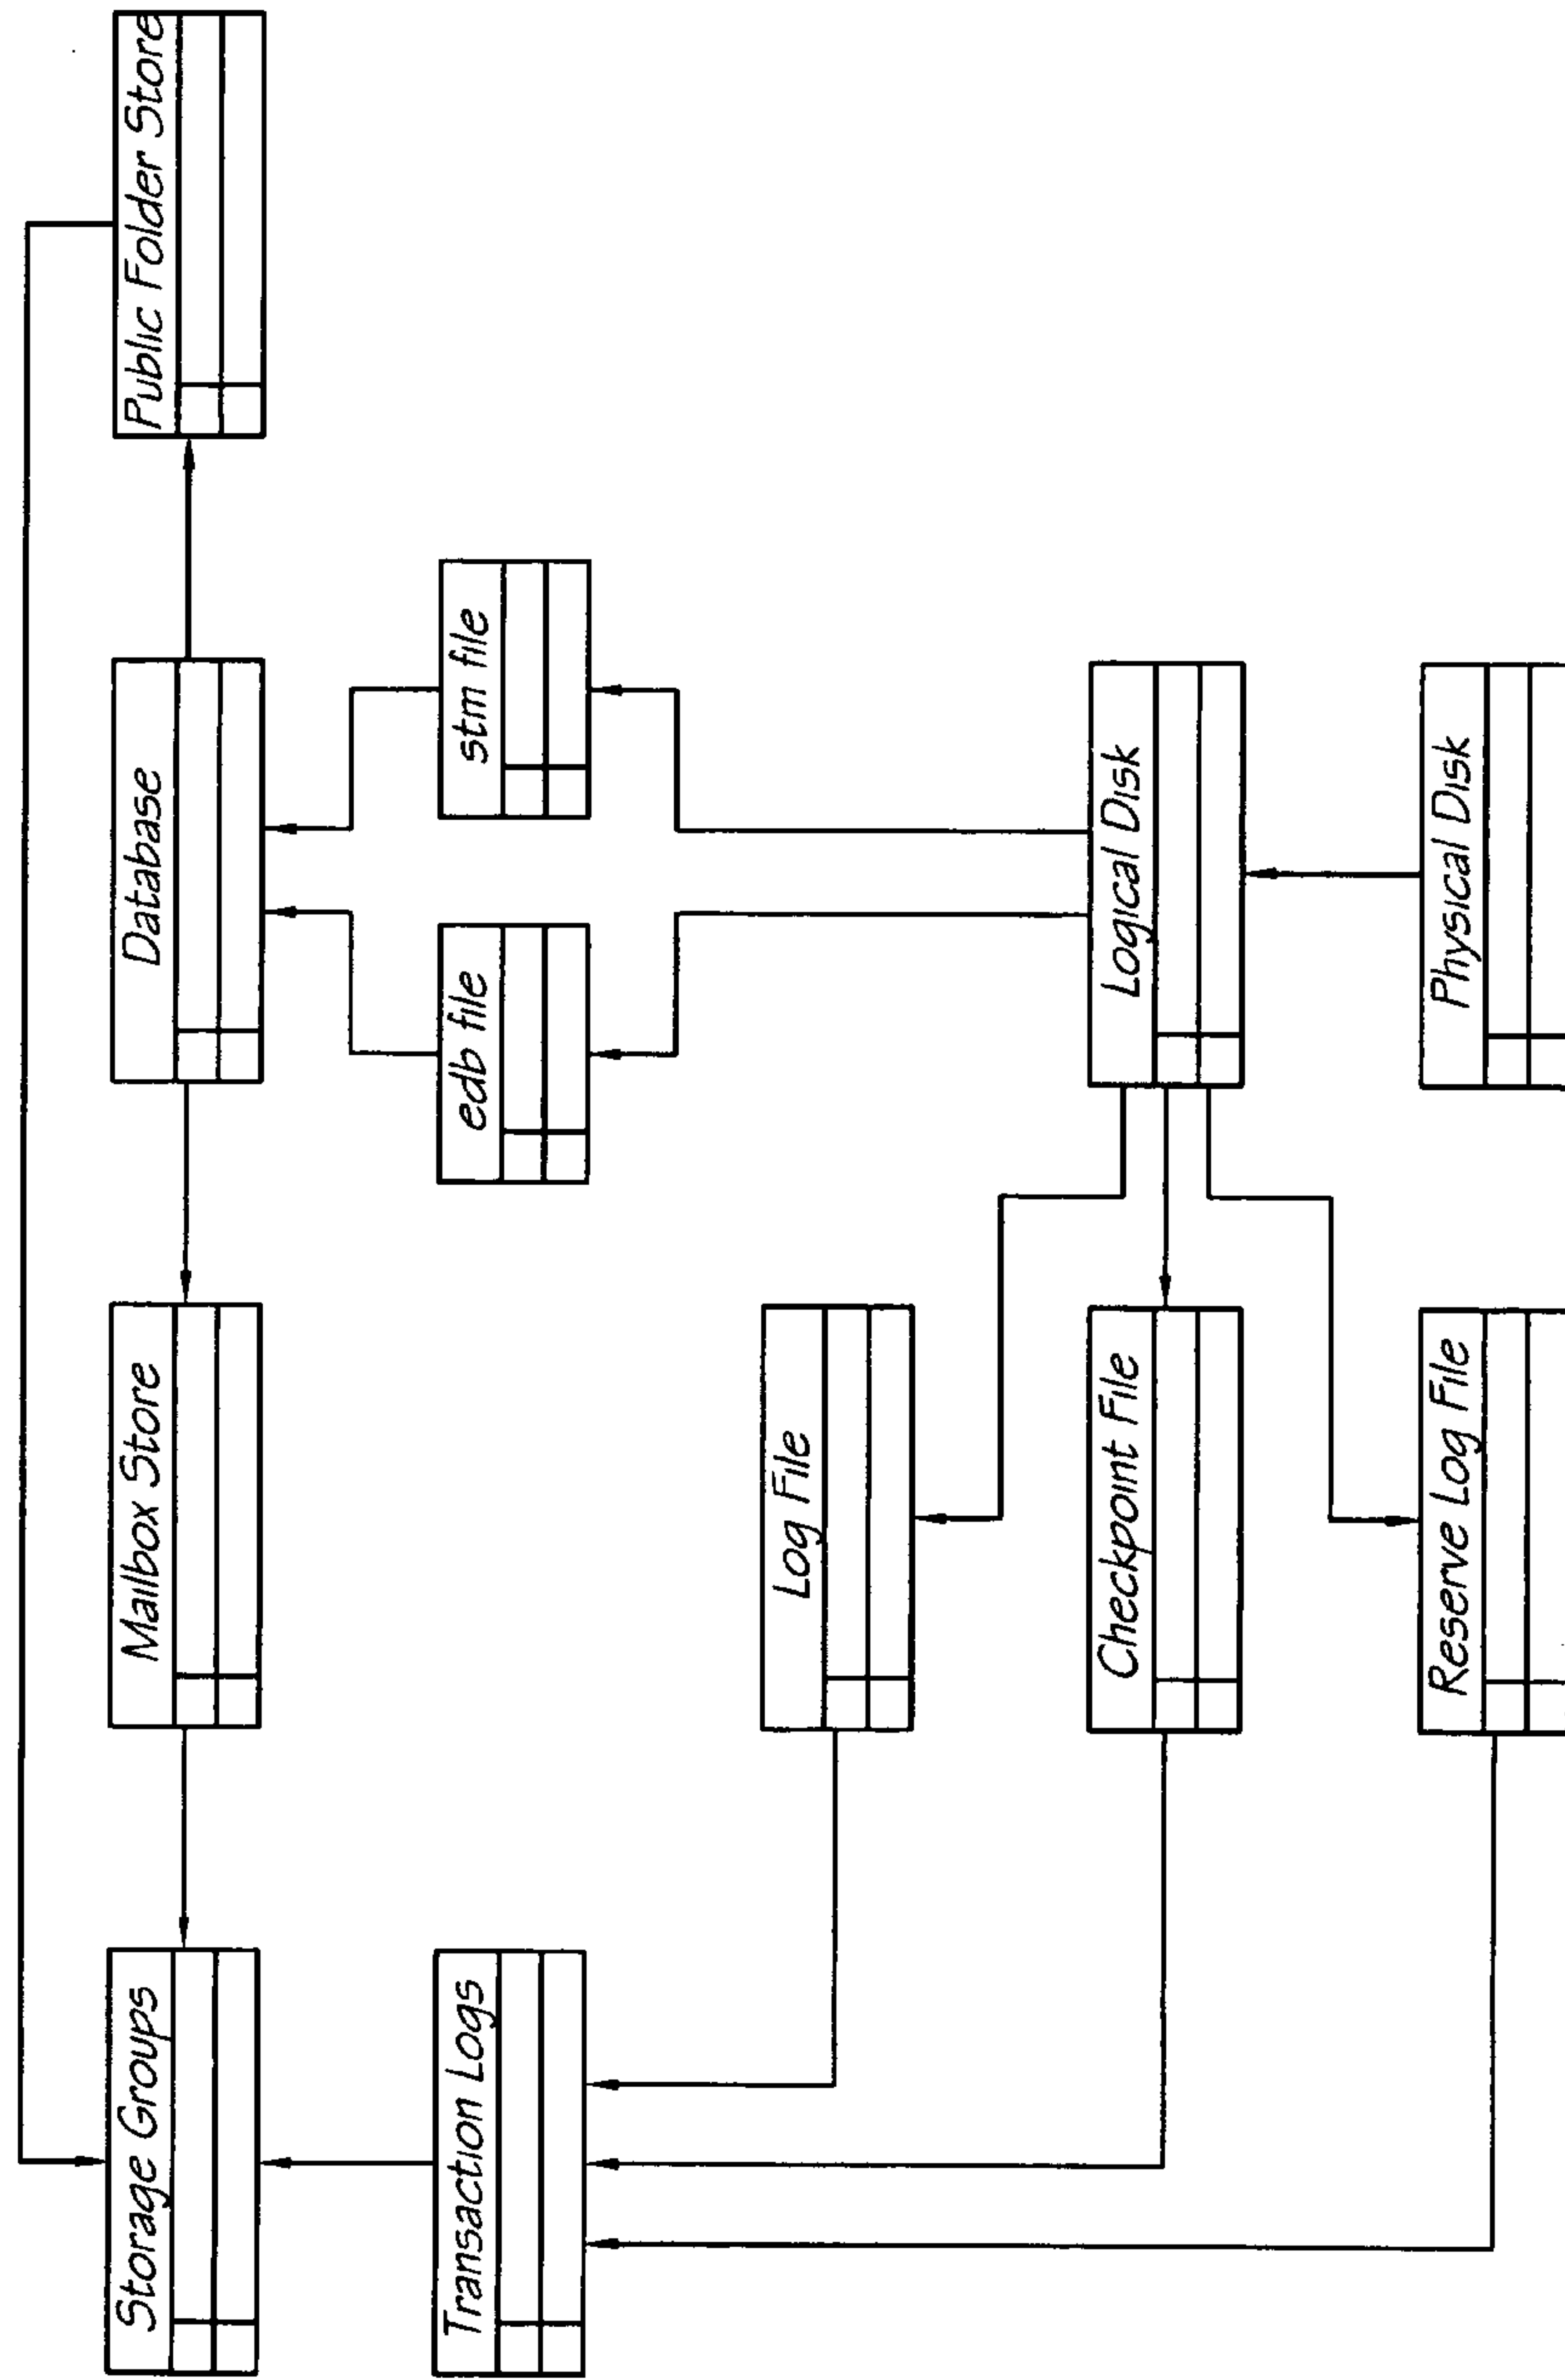 Storage Groups
Mailbox Store
Database
Public Folder Store
Transaction Logs
edb file
stm file
Log File
Checkpoint File
Logical Disk
Reserve Log File
Physical Disk